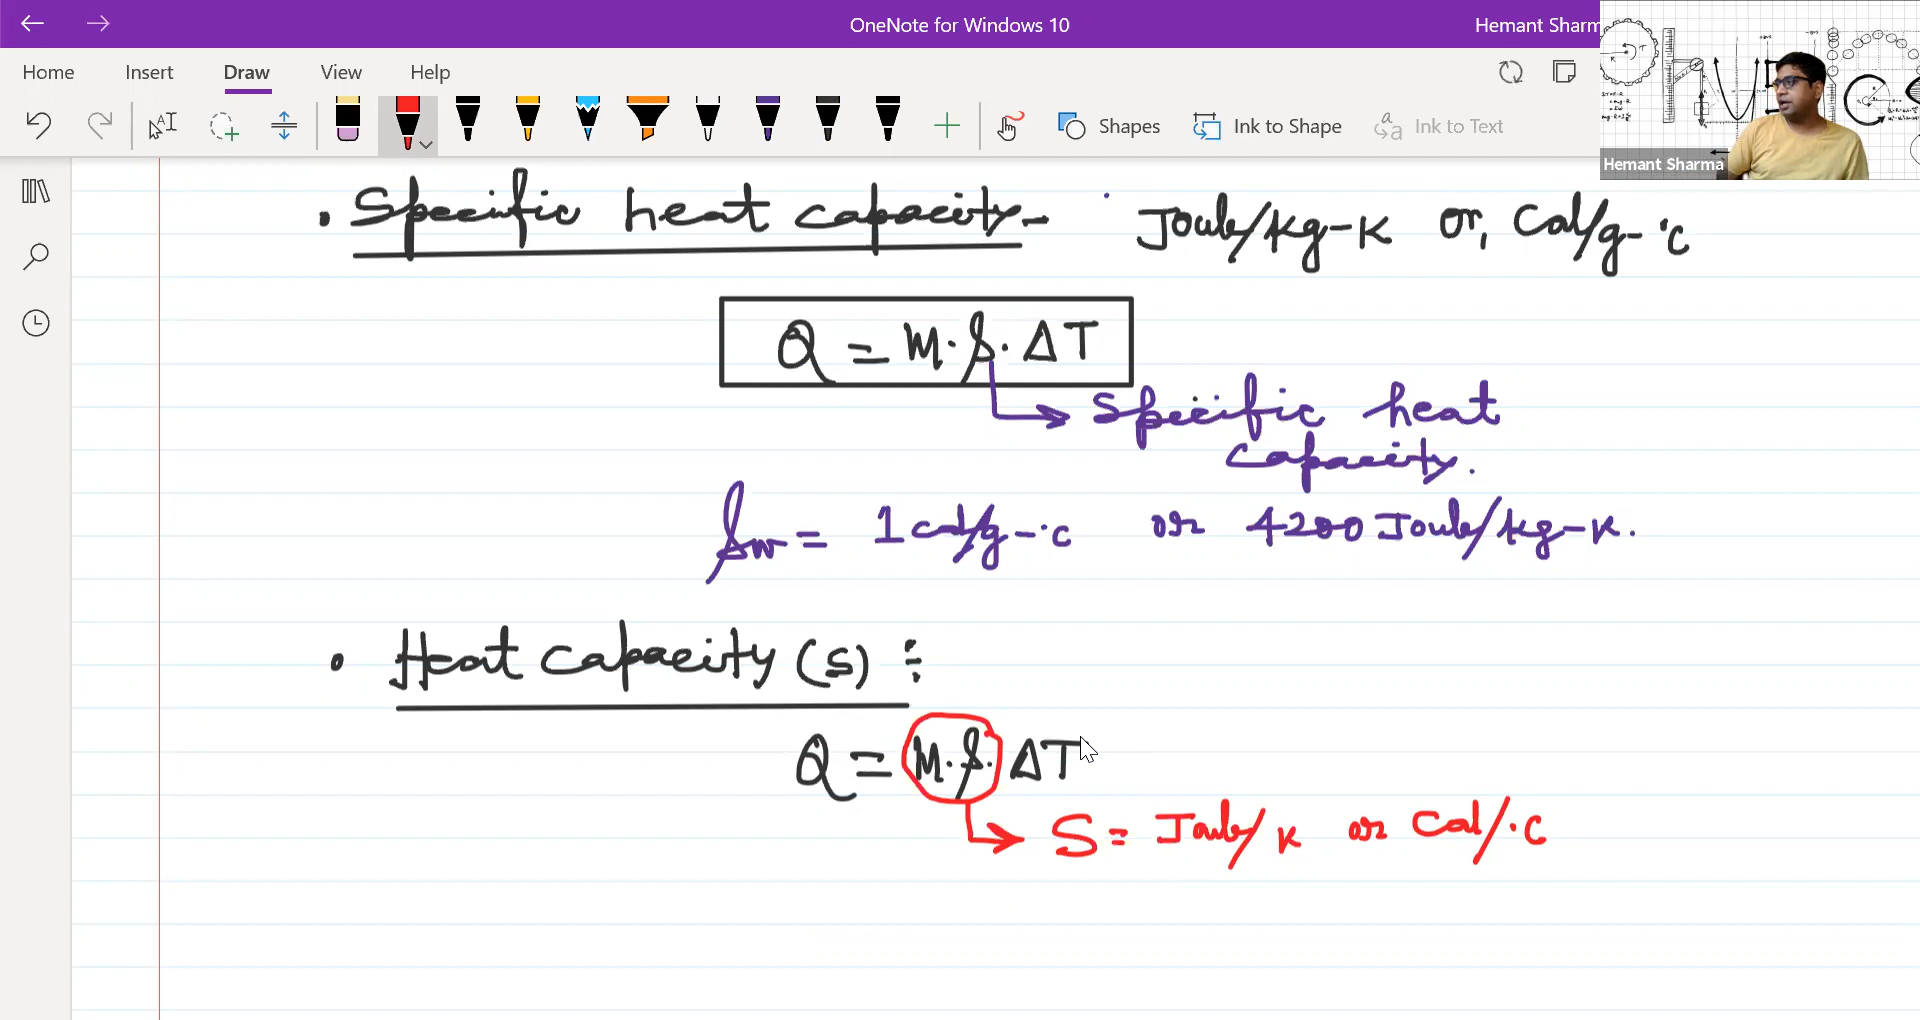 OneNote for Windows 10
Hemant Sharm
Home Insert Draw View Help
Shapes Ink to Shape Ink to Text
Hemant Sharma
• Specific heat capacity - Joule/kg-K or, Cal/g-°c
Q = M.s.ΔT
specific heat
capacity.
sw = 1 cal/g-°c or 4200 Joule/kg-K.
• Heat capacity (S) :
Q = M.s. ΔT
S = Joule/K or Cal/°C